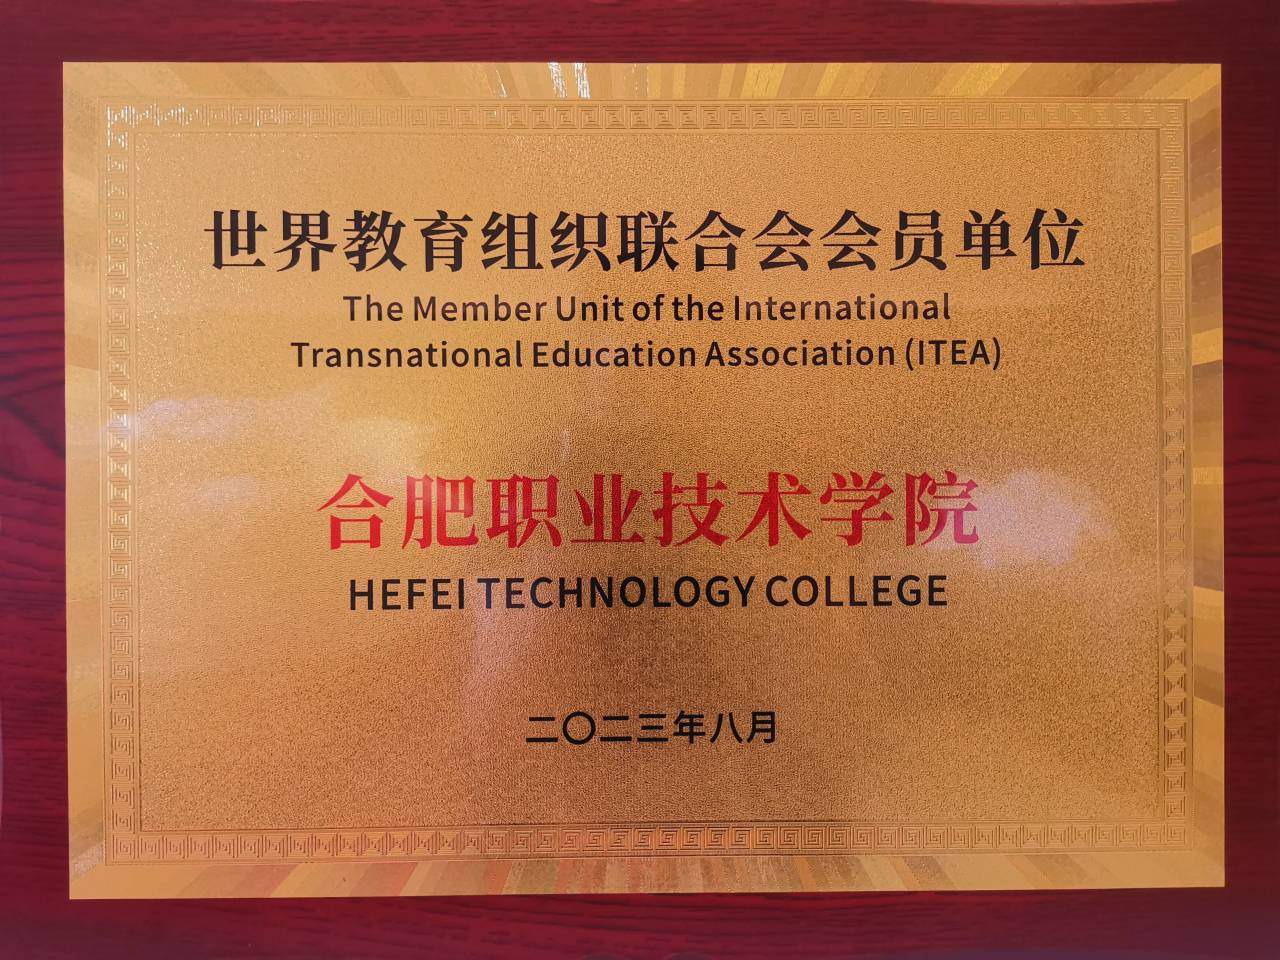 世界教育组织联合会会员单位
The Member Unit of the International
Transnational Education Association (ITEA)
合肥职业技术学院
HEFEI TECHNOLOGY COLLEGE
二〇二三年八月